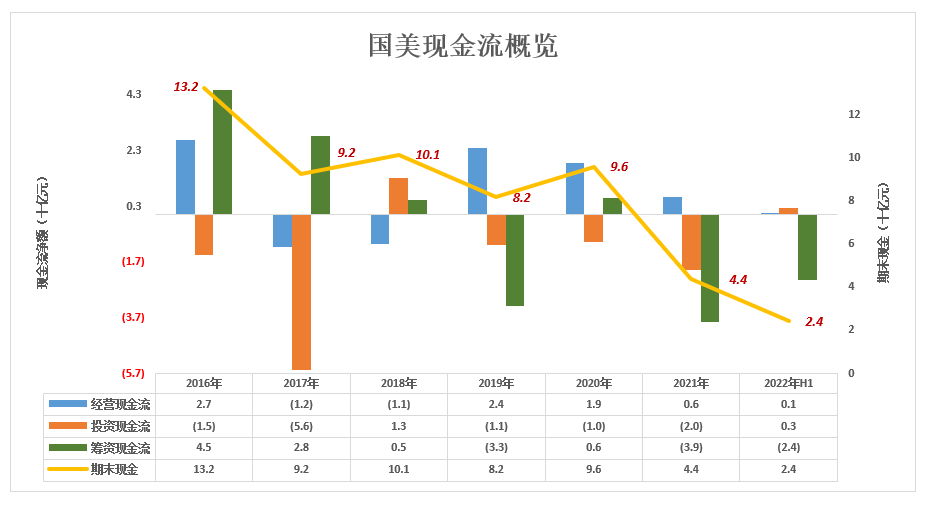 国美现金流概览
13.2
9.2
10.1
8.2
9.6
4.4
2.4
现金流净额（十亿元）
4.3
2.3
0.3
(1.7)
(3.7)
(5.7)
期末现金（十亿元）
12
10
8
6
4
2
0
2016年 2017年 2018年 2019年 2020年 2021年 2022年H1
经营现金流 2.7 (1.2) (1.1) 2.4 1.9 0.6 0.1
投资现金流 (1.5) (5.6) 1.3 (1.1) (1.0) (2.0) 0.3
筹资现金流 4.5 2.8 0.5 (3.3) 0.6 (3.9) (2.4)
期末现金 13.2 9.2 10.1 8.2 9.6 4.4 2.4